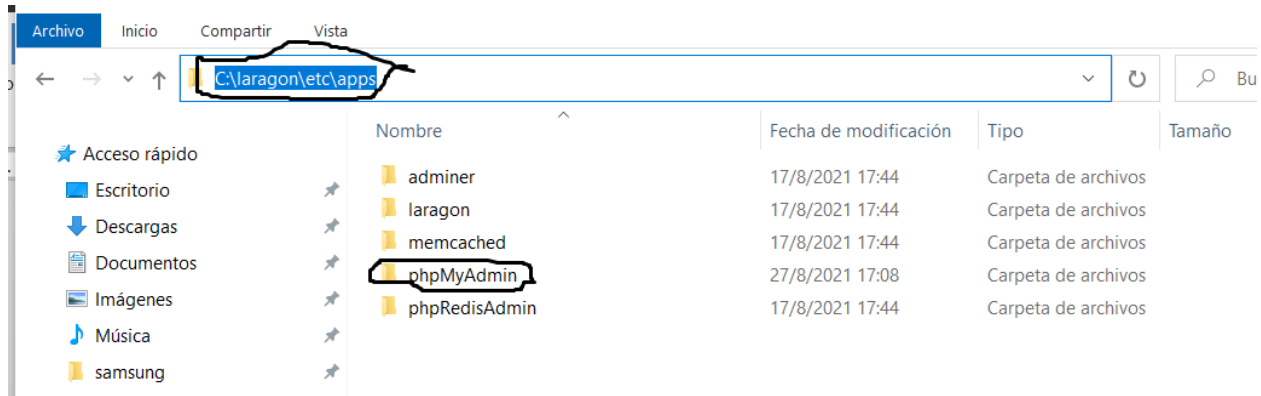 Archivo Inicio Compartir Vista
C:\laragon\etc\apps Bu
Nombre Fecha de modificación Tipo Tamaño
Acceso rápido
adminer 17/8/2021 17:44 Carpeta de archivos
Escritorio
laragon 17/8/2021 17:44 Carpeta de archivos
Descargas
memcached 17/8/2021 17:44 Carpeta de archivos
Documentos
phpMyAdmin 27/8/2021 17:08 Carpeta de archivos
Imágenes
phpRedisAdmin 17/8/2021 17:44 Carpeta de archivos
Música
samsung